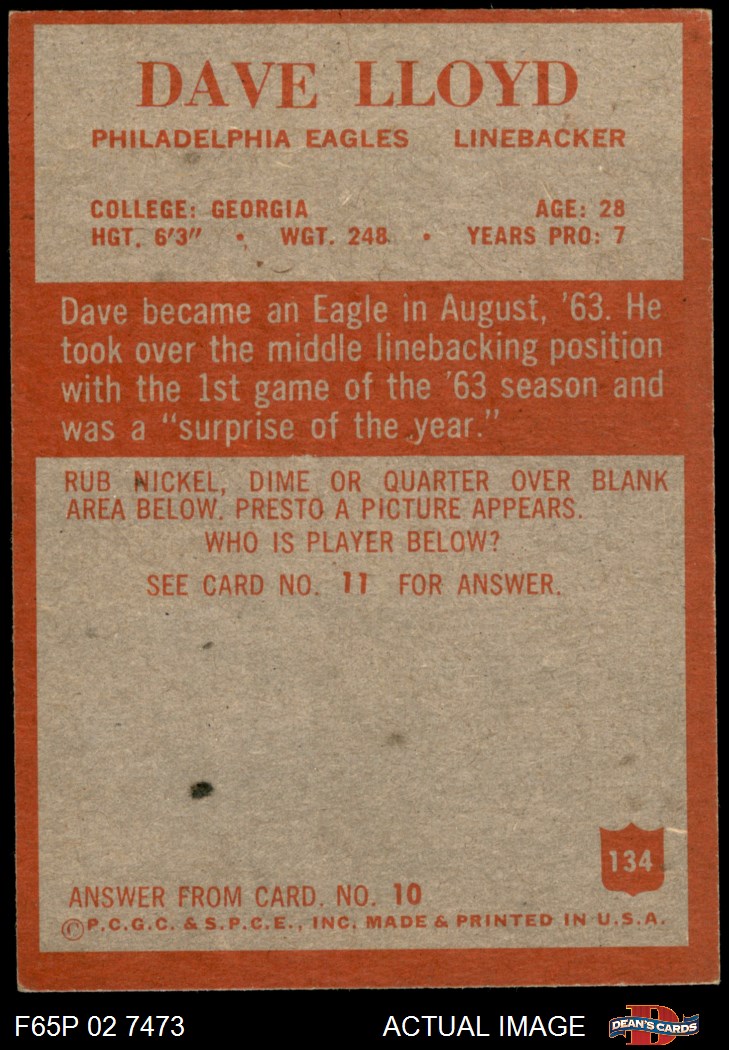 DAVE LLOYD
PHILADELPHIA EAGLES LINEBACKER
COLLEGE: GEORGIA AGE: 28
HGT. 6'3" • WGT. 248 • YEARS PRO: 7
Dave became an Eagle in August, '63. He
took over the middle linebacking position
with the 1st game of the '63 season and
was a "surprise of the year."
RUB NICKEL, DIME OR QUARTER OVER BLANK
AREA BELOW. PRESTO A PICTURE APPEARS.
WHO IS PLAYER BELOW?
SEE CARD NO. 11 FOR ANSWER.
134
ANSWER FROM CARD. NO. 10
©P.C.G.C. & S.P.C.E., INC. MADE & PRINTED IN U.S.A.
F65P 02 7473 ACTUAL IMAGE D DEAN'S CARDS